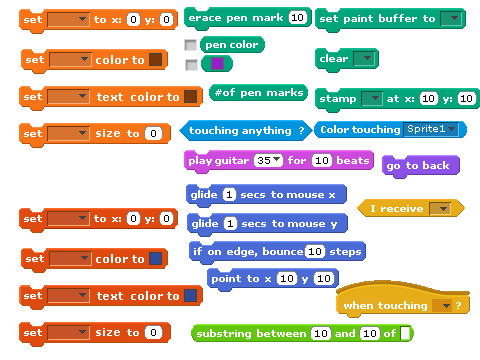 set to x: 0 y: 0
erace pen mark 10
set paint buffer to
pen color
set color to
clear
set text color to
#of pen marks
stamp at x: 10 y: 10
set size to 0
touching anything ?
Color touching Sprite1
play guitar 35 for 10 beats
go to back
glide 1 secs to mouse x
I receive
set to x: 0 y: 0
glide 1 secs to mouse y
set color to
if on edge, bounce 10 steps
point to x 10 y 10
set text color to
when touching ?
set size to 0
substring between 10 and 10 of